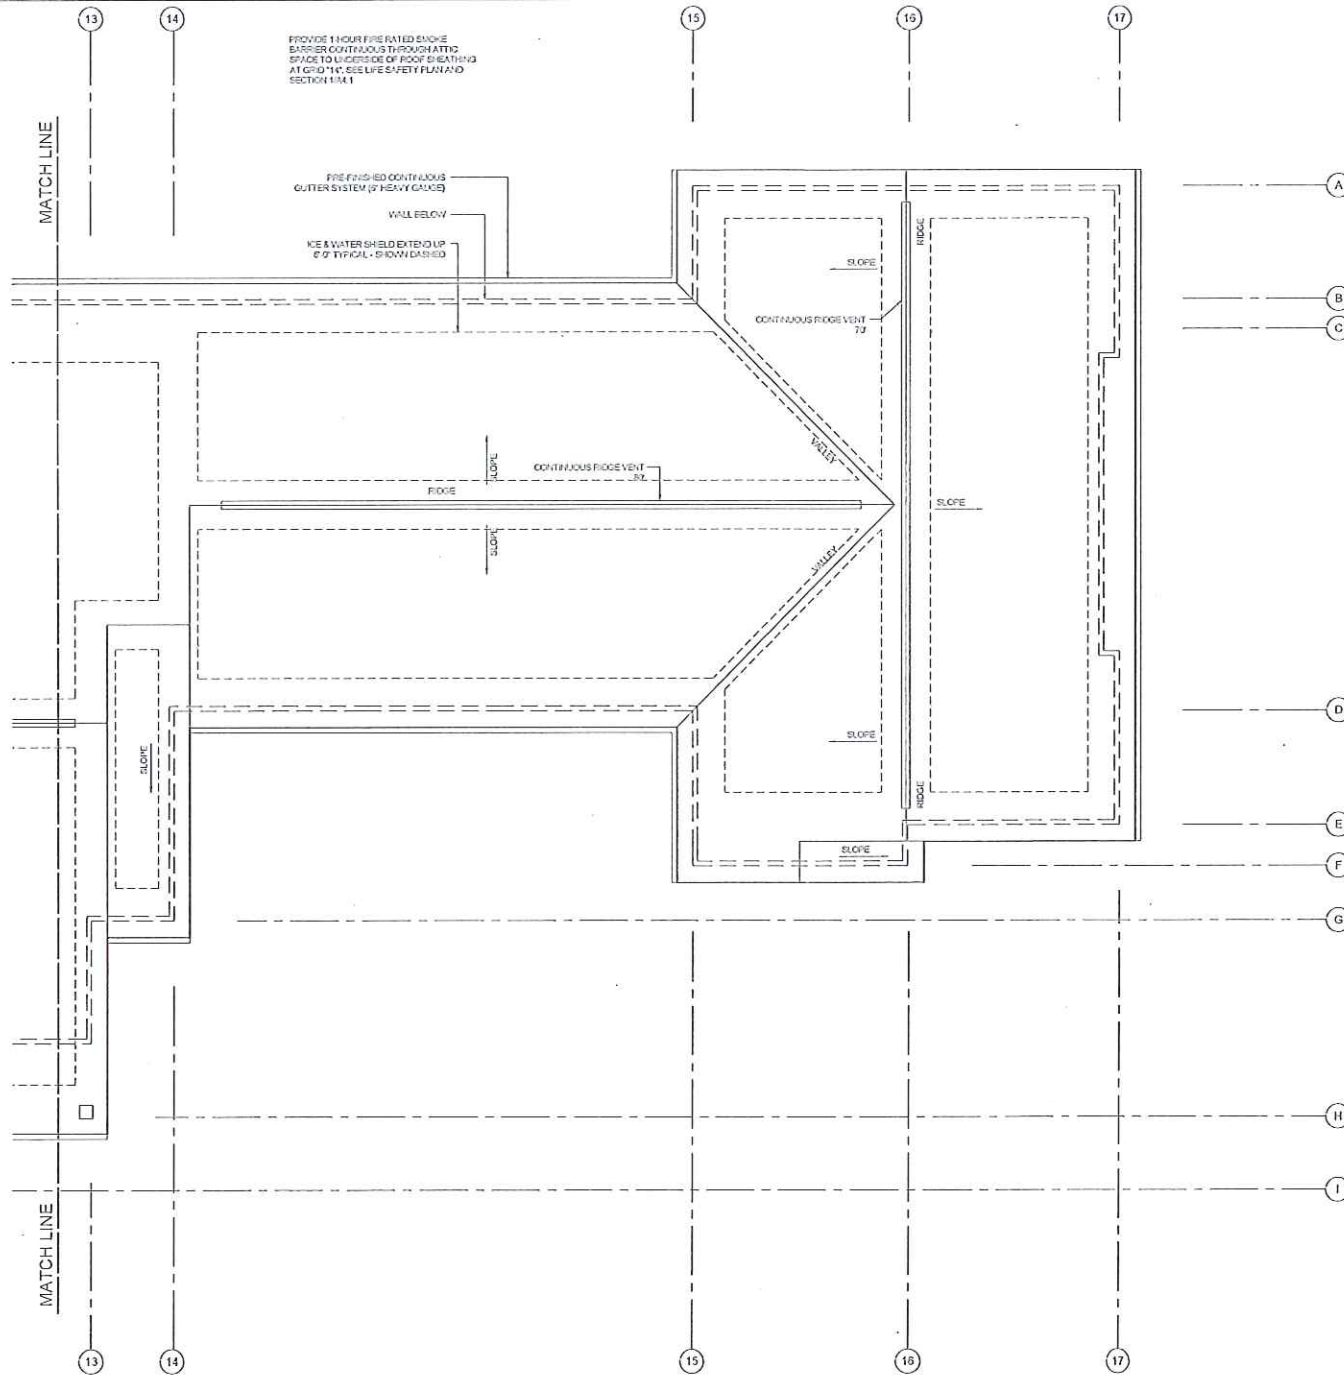 13 14 15 16 17
PROVIDE 1-HOUR FIRE RATED SMOKE
BARRIER CONTINUOUS THROUGH ATTIC
SPACE TO UNDERSIDE OF ROOF SHEATHING
AT GRID "14", SEE LIFE SAFETY PLAN AND
SECTION 1/A4.1
MATCH LINE
PRE-FINISHED CONTINUOUS
GUTTER SYSTEM (6" HEAVY GAUGE)
WALL BELOW
ICE & WATER SHIELD EXTEND UP
TYPICAL - SHOWN DASHED
A
RIDGE
SLOPE
B
CONTINUOUS RIDGE VENT
70'
C
VALLEY
SLOPE
CONTINUOUS RIDGE VENT
RIDGE
SLOPE
SLOPE
VALLEY
D
SLOPE
SLOPE
RIDGE
E
SLOPE
F
G
H
I
MATCH LINE
13 14 15 16 17